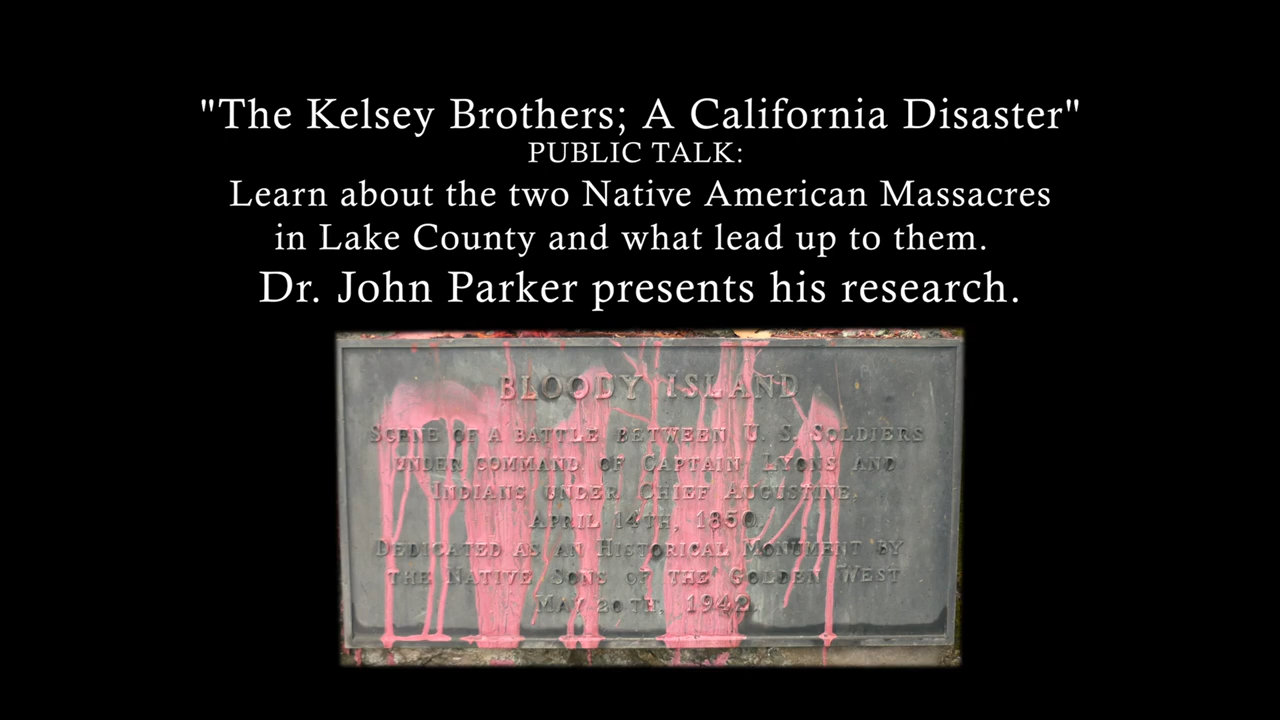 "The Kelsey Brothers; A California Disaster"
PUBLIC TALK:
Learn about the two Native American Massacres
in Lake County and what lead up to them.
Dr. John Parker presents his research.
BLOODY ISLAND
SCENE OF A BATTLE BETWEEN U. S. SOLDIERS
UNDER COMMAND OF CAPTAIN LYONS AND
INDIANS UNDER CHIEF AUGUSTINE.
APRIL 14TH, 1850.
DEDICATED AS AN HISTORICAL MONUMENT BY
THE NATIVE SONS OF THE GOLDEN WEST
MAY 20TH, 1942.